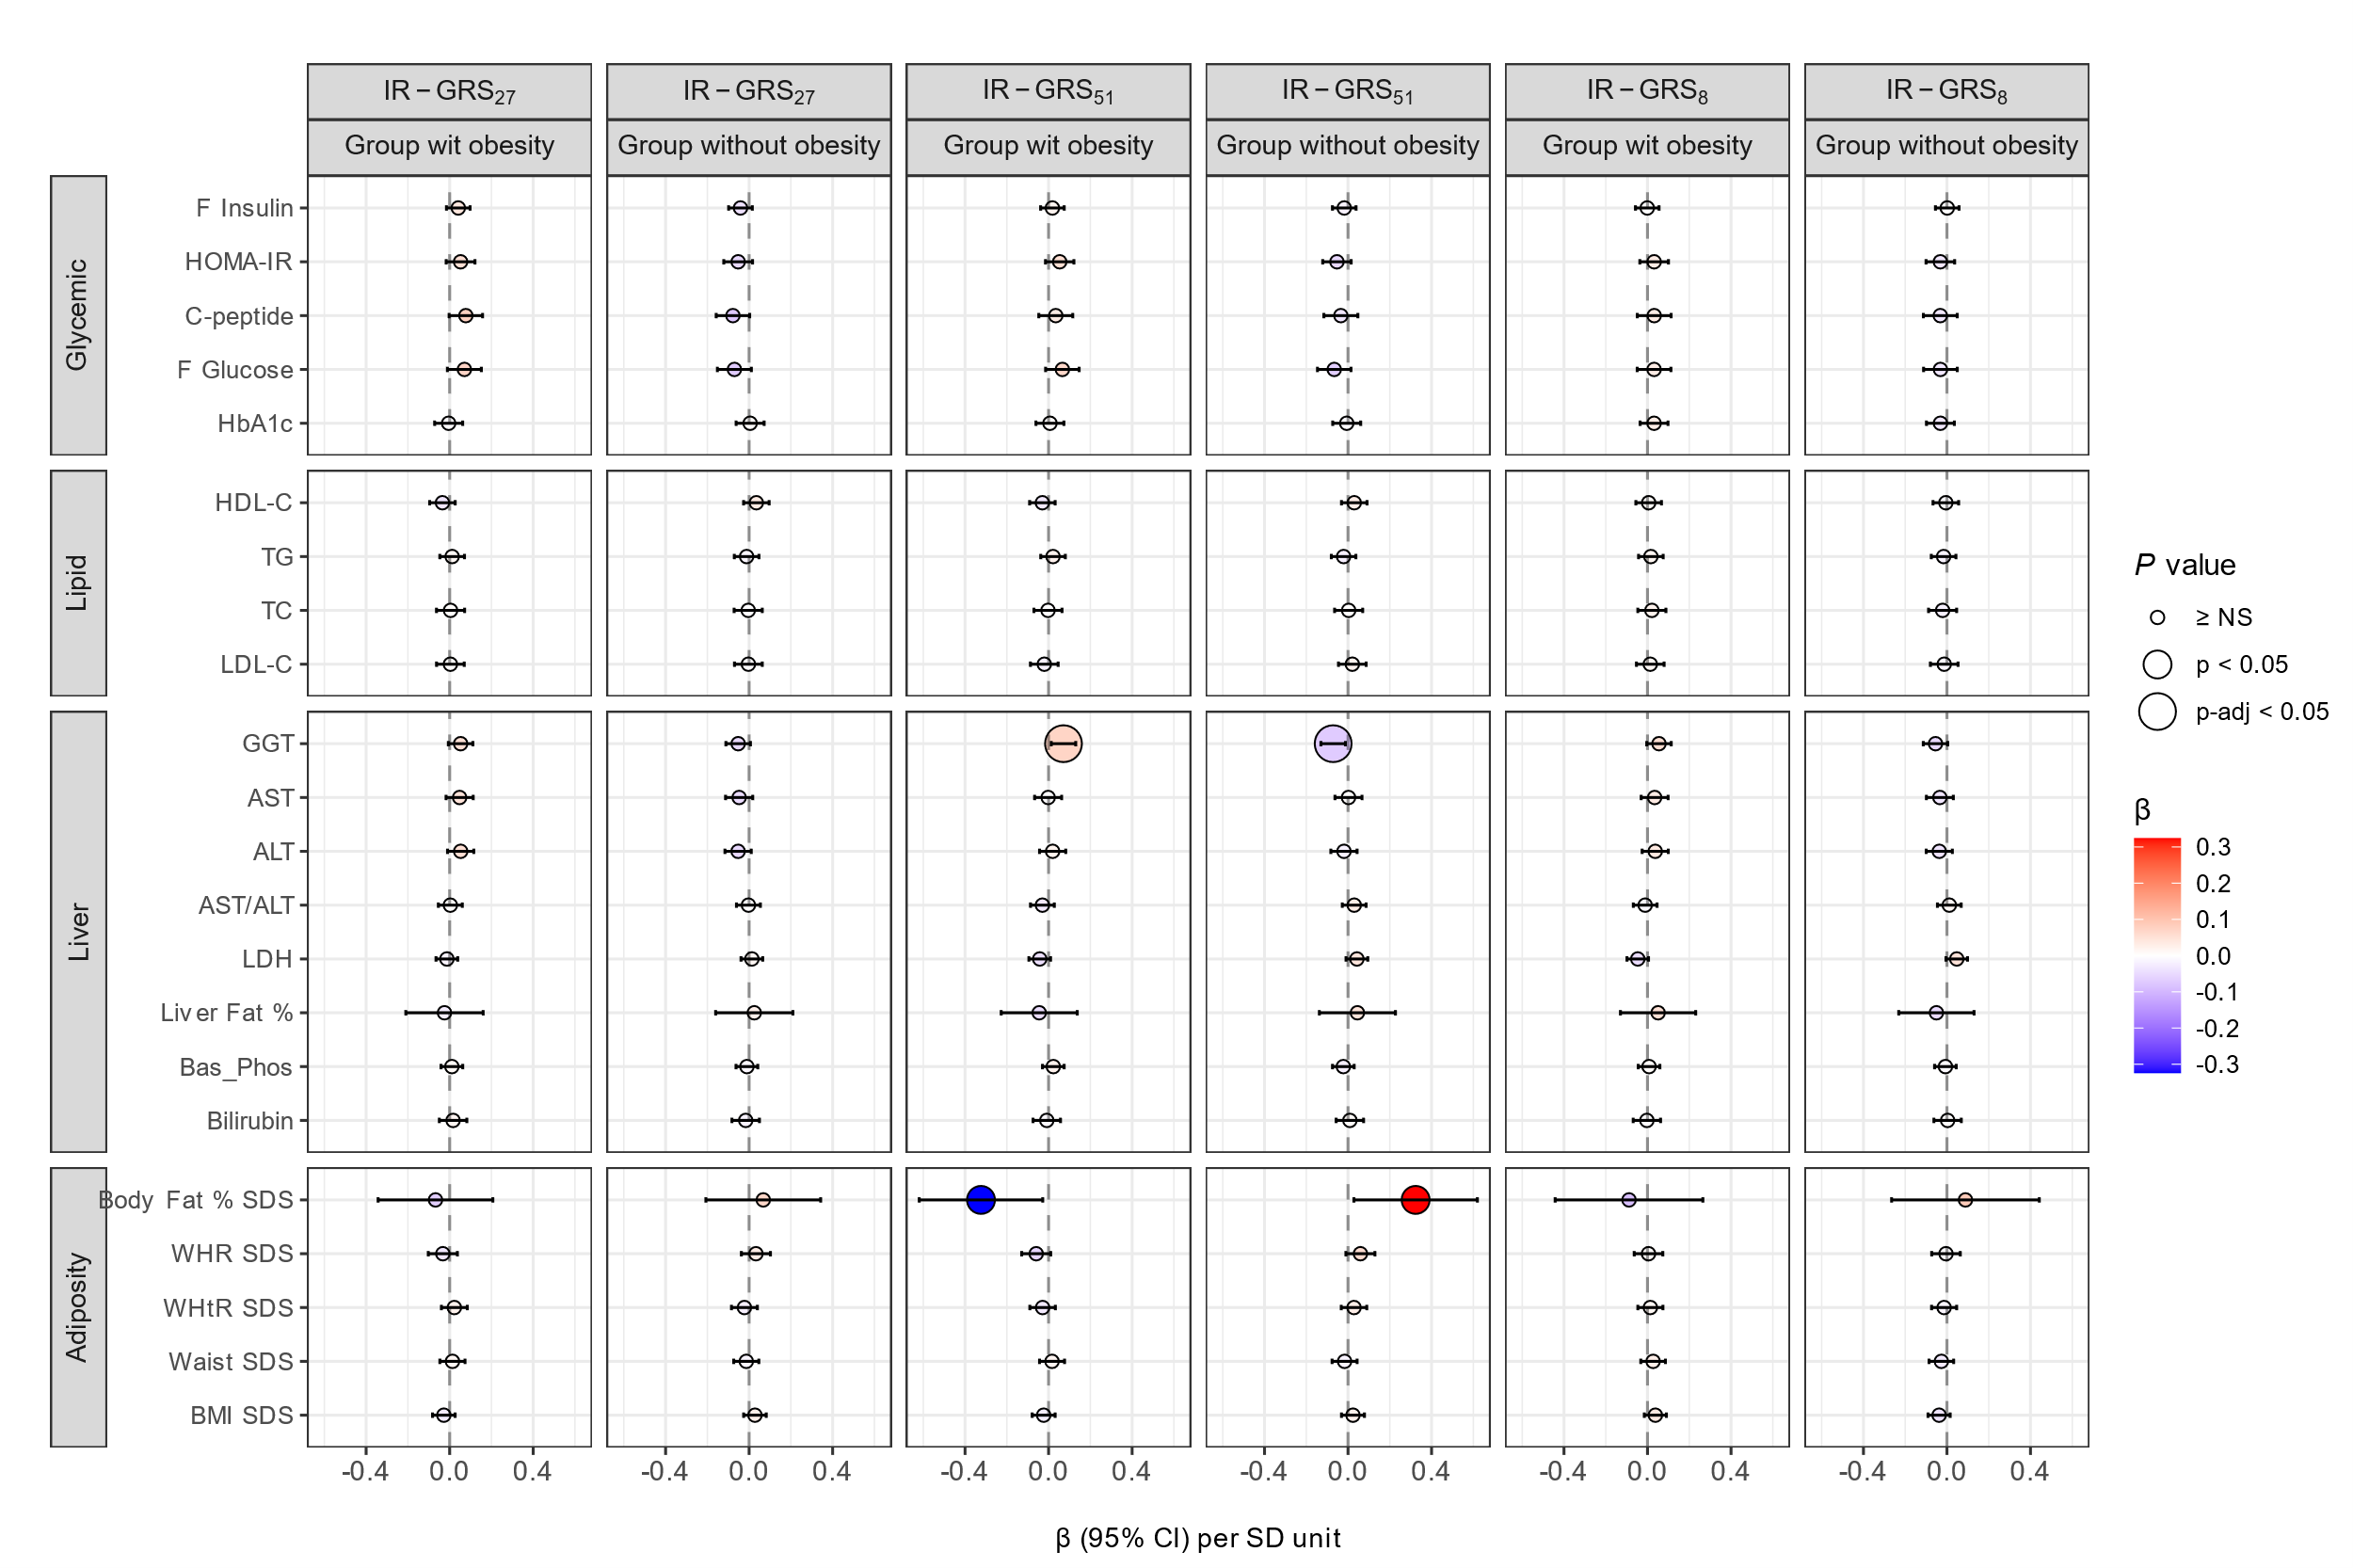 IR − GRS27
IR − GRS27
IR − GRS51
IR − GRS51
IR − GRS8
IR − GRS8
Group wit obesity
Group without obesity
Group wit obesity
Group without obesity
Group wit obesity
Group without obesity
Glycemic
F Insulin
HOMA-IR
C-peptide
F Glucose
HbA1c
Lipid
HDL-C
TG
TC
LDL-C
Liver
GGT
AST
ALT
AST/ALT
LDH
Liver Fat %
Bas_Phos
Bilirubin
Adiposity
Body Fat % SDS
WHR SDS
WHtR SDS
Waist SDS
BMI SDS
-0.4 0.0 0.4
-0.4 0.0 0.4
-0.4 0.0 0.4
-0.4 0.0 0.4
-0.4 0.0 0.4
-0.4 0.0 0.4
β (95% CI) per SD unit
P value
≥ NS
p < 0.05
p-adj < 0.05
β
0.3
0.2
0.1
0.0
-0.1
-0.2
-0.3